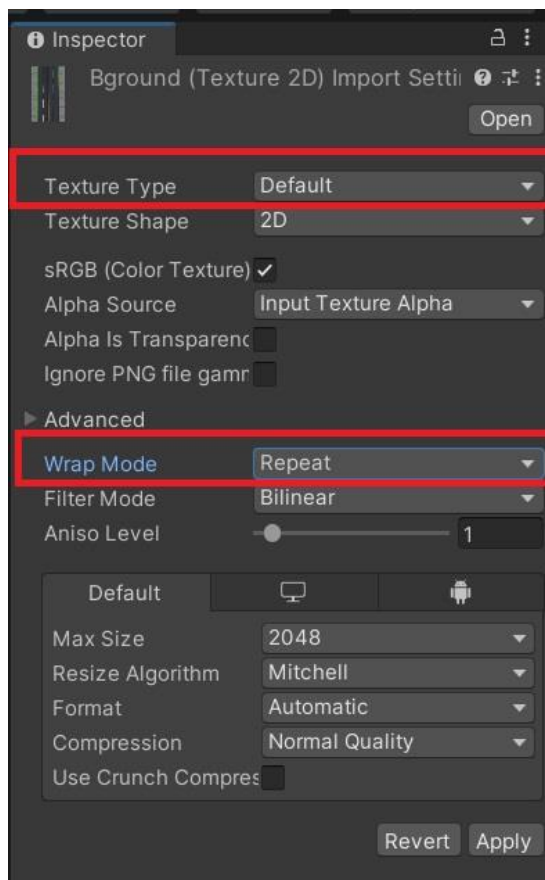 Inspector
Bground (Texture 2D) Import Setti
Open
Texture Type Default
Texture Shape 2D
sRGB (Color Texture)
Alpha Source Input Texture Alpha
Alpha Is Transparenc
Ignore PNG file gamr
Advanced
Wrap Mode Repeat
Filter Mode Bilinear
Aniso Level 1
Default
Max Size 2048
Resize Algorithm Mitchell
Format Automatic
Compression Normal Quality
Use Crunch Compres
Revert Apply